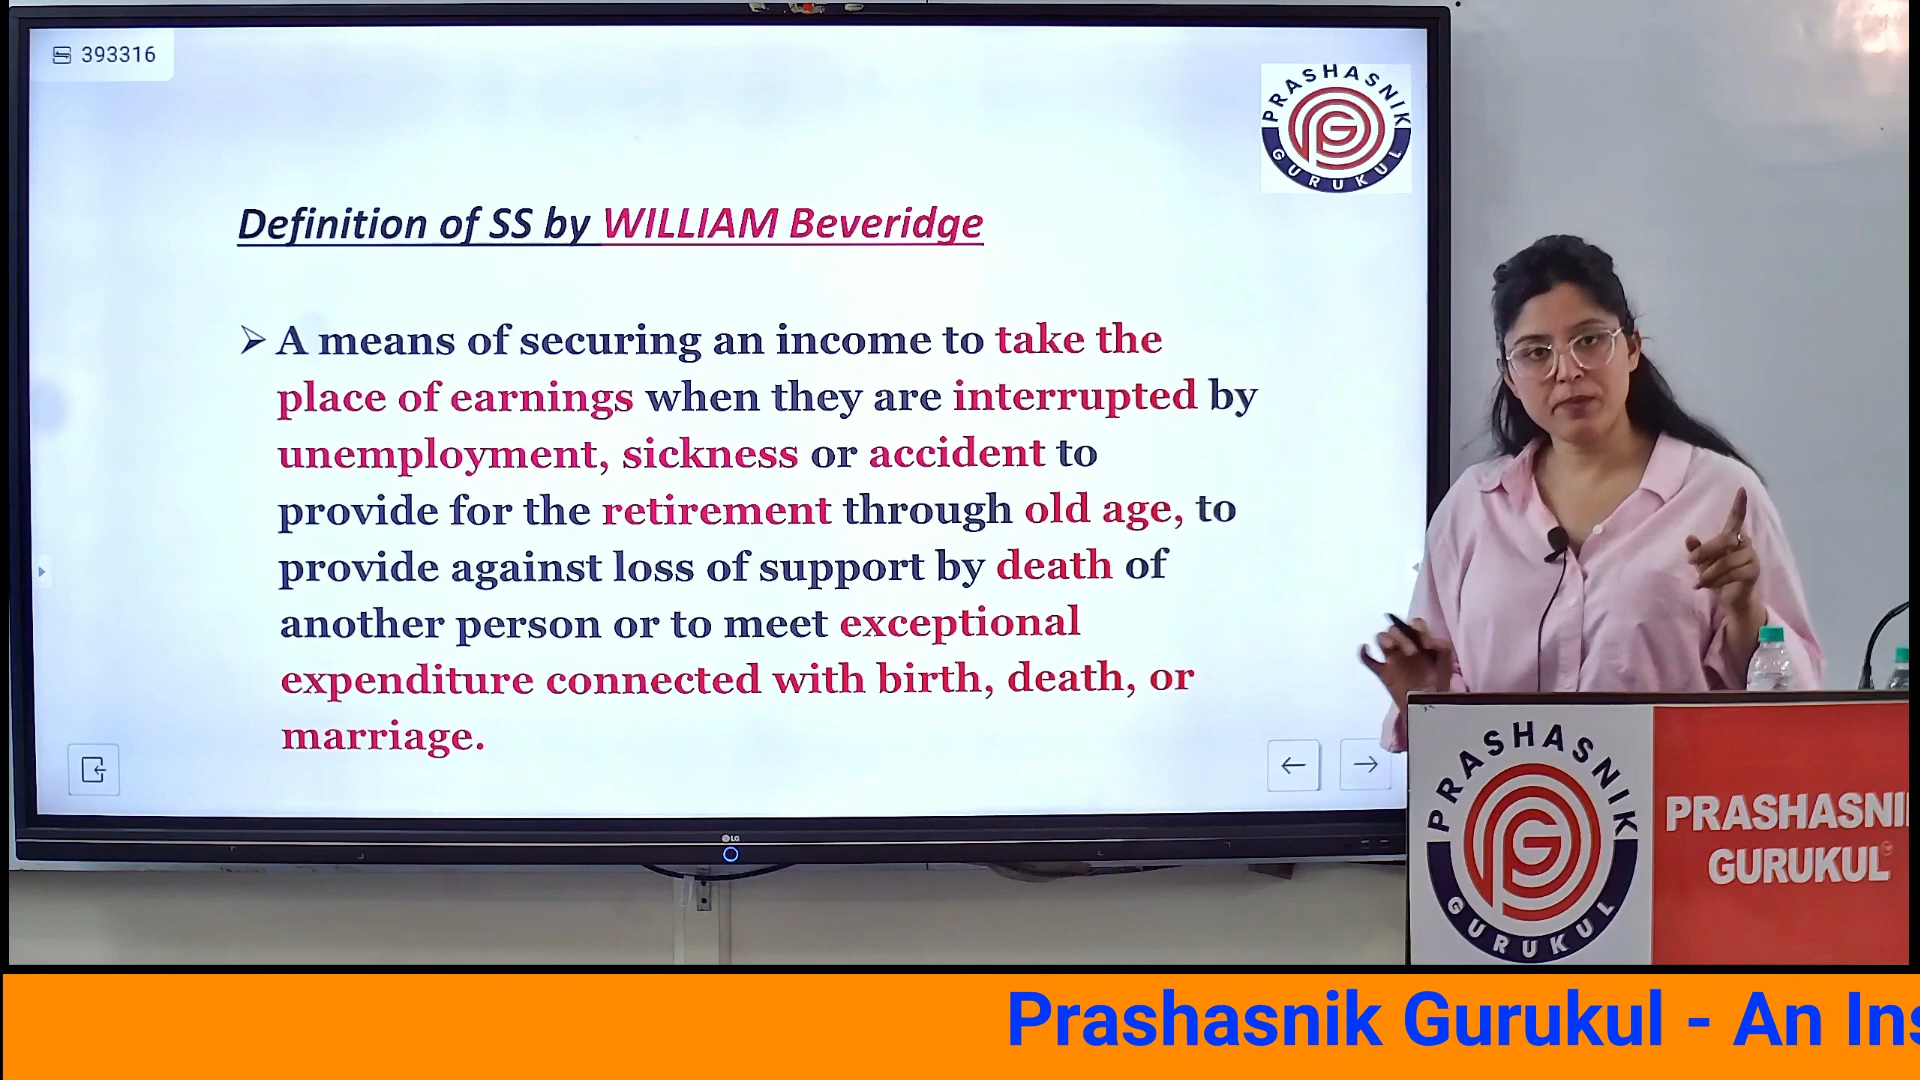 393316
PRASHASNIK
GURUKUL
Definition of SS by WILLIAM Beveridge
A means of securing an income to take the
place of earnings when they are interrupted by
unemployment, sickness or accident to
provide for the retirement through old age, to
provide against loss of support by death of
another person or to meet exceptional
expenditure connected with birth, death, or
marriage.
LG
PRASHASNIK
GURUKUL
PRASHASNI
GURUKUL
Prashasnik Gurukul - An Ins